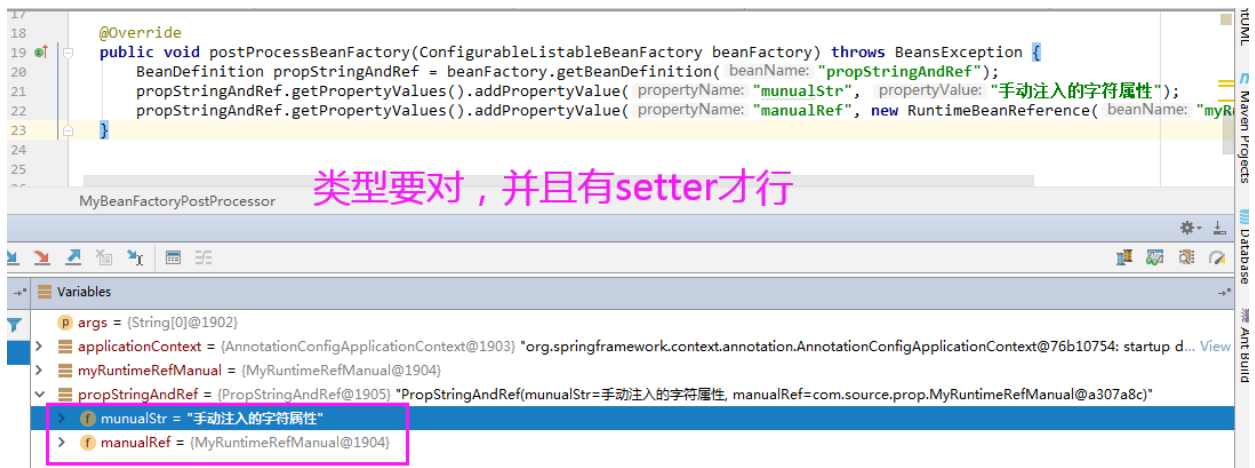 17
18 @Override
19 public void postProcessBeanFactory(ConfigurableListableBeanFactory beanFactory) throws BeansException {
20 BeanDefinition propStringAndRef = beanFactory.getBeanDefinition( beanName: "propStringAndRef");
21 propStringAndRef.getPropertyValues().addPropertyValue( propertyName: "munualStr", propertyValue: "手动注入的字符属性");
22 propStringAndRef.getPropertyValues().addPropertyValue( propertyName: "manualRef", new RuntimeBeanReference( beanName: "myR
23 }
24
25
类型要对，并且有setter才行
MyBeanFactoryPostProcessor
Variables
args = {String[0]@1902}
applicationContext = {AnnotationConfigApplicationContext@1903} "org.springframework.context.annotation.AnnotationConfigApplicationContext@76b10754: startup d... View
myRuntimeRefManual = {MyRuntimeRefManual@1904}
propStringAndRef = {PropStringAndRef@1905} "PropStringAndRef(munualStr=手动注入的字符属性, manualRef=com.source.prop.MyRuntimeRefManual@a307a8c)"
munualStr = "手动注入的字符属性"
manualRef = {MyRuntimeRefManual@1904}
Maven Projects
Database
Ant Build